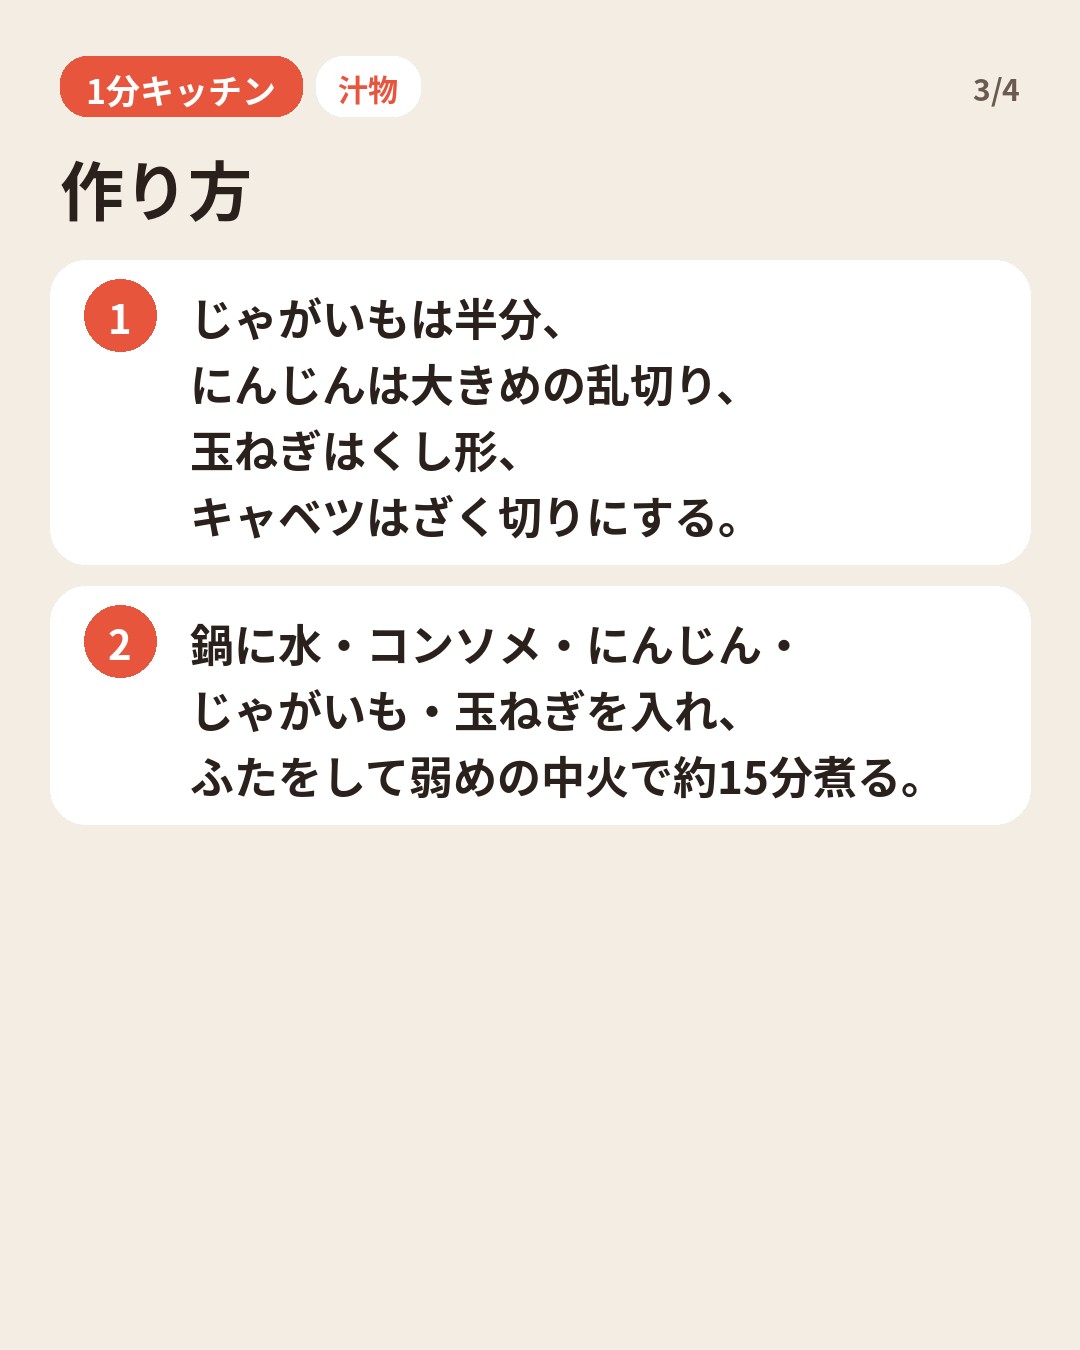 1分キッチン 汁物 3/4
作り方
1 じゃがいもは半分、
にんじんは大きめの乱切り、
玉ねぎはくし形、
キャベツはざく切りにする。
2 鍋に水・コンソメ・にんじん・
じゃがいも・玉ねぎを入れ、
ふたをして弱めの中火で約15分煮る。